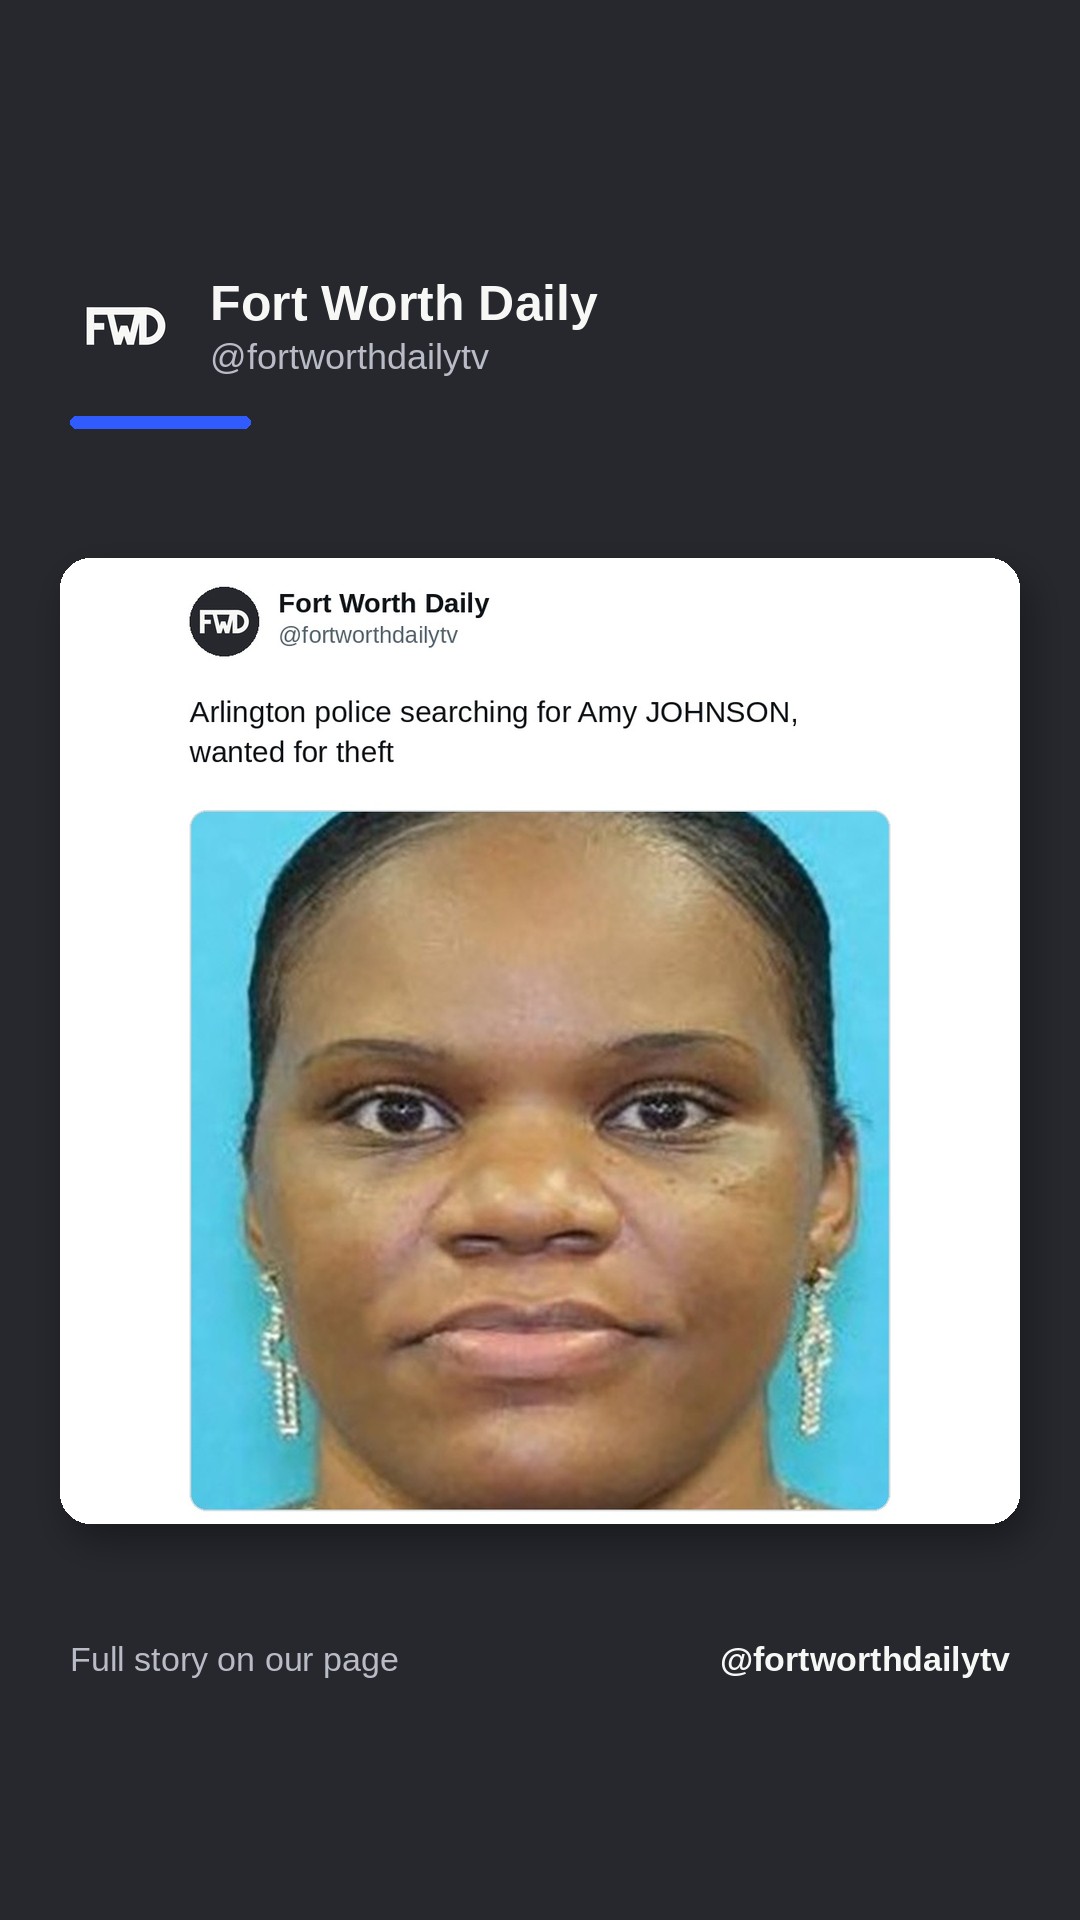 FWD
Fort Worth Daily
@fortworthdailytv
FWD
Fort Worth Daily
@fortworthdailytv
Arlington police searching for Amy JOHNSON,
wanted for theft
Full story on our page
@fortworthdailytv